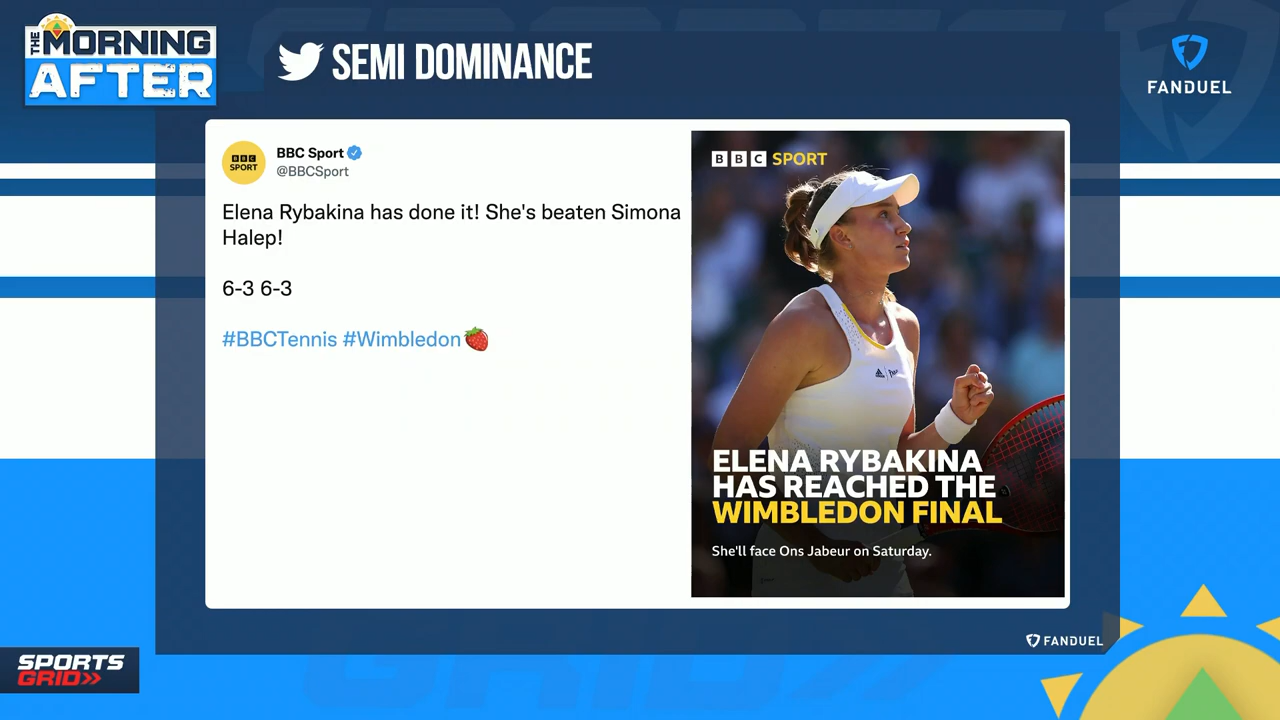 THE MORNING
AFTER
SEMI DOMINANCE
FANDUEL
BBC Sport
@BBCSport
Elena Rybakina has done it! She's beaten Simona
Halep!
6-3 6-3
#BBCTennis #Wimbledon🍓
BBC SPORT
BBC SPORT
ELENA RYBAKINA
HAS REACHED THE
WIMBLEDON FINAL
She'll face Ons Jabeur on Saturday.
FANDUEL
SPORTS
GRID